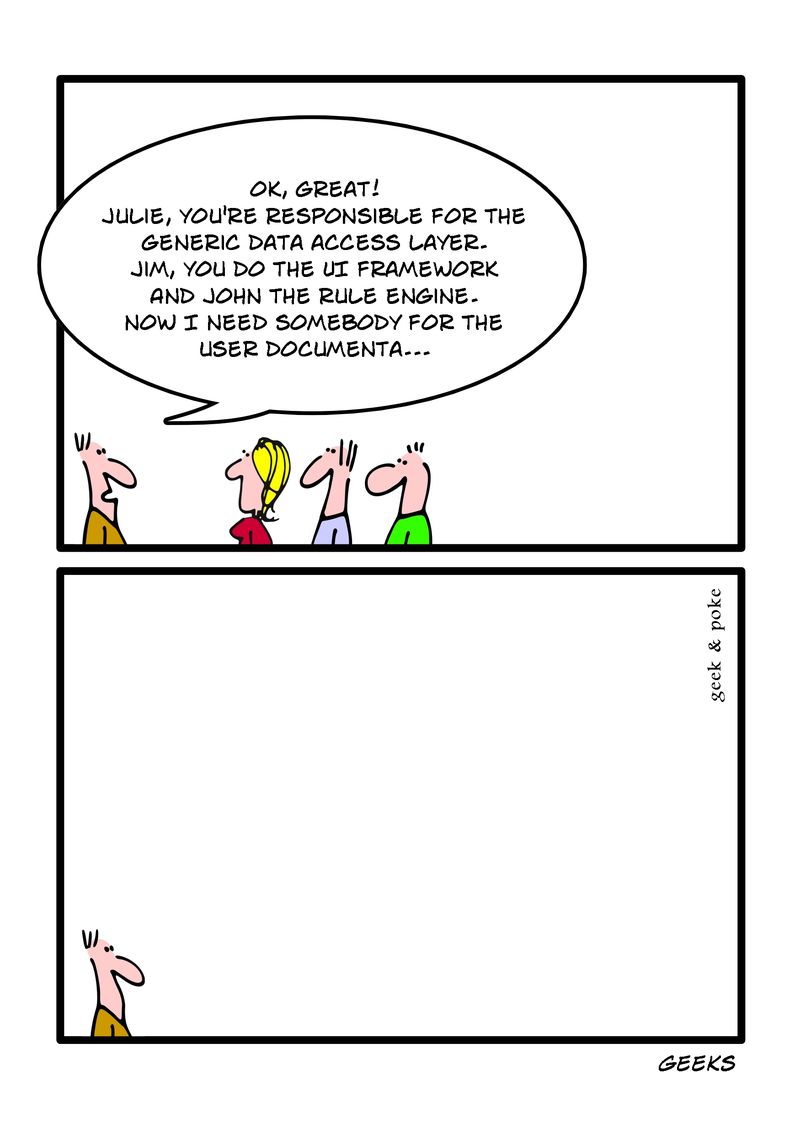 OK, GREAT!
JULIE, YOU'RE RESPONSIBLE FOR THE
GENERIC DATA ACCESS LAYER.
JIM, YOU DO THE UI FRAMEWORK
AND JOHN THE RULE ENGINE.
NOW I NEED SOMEBODY FOR THE
USER DOCUMENTA...
geek & poke
GEEKS